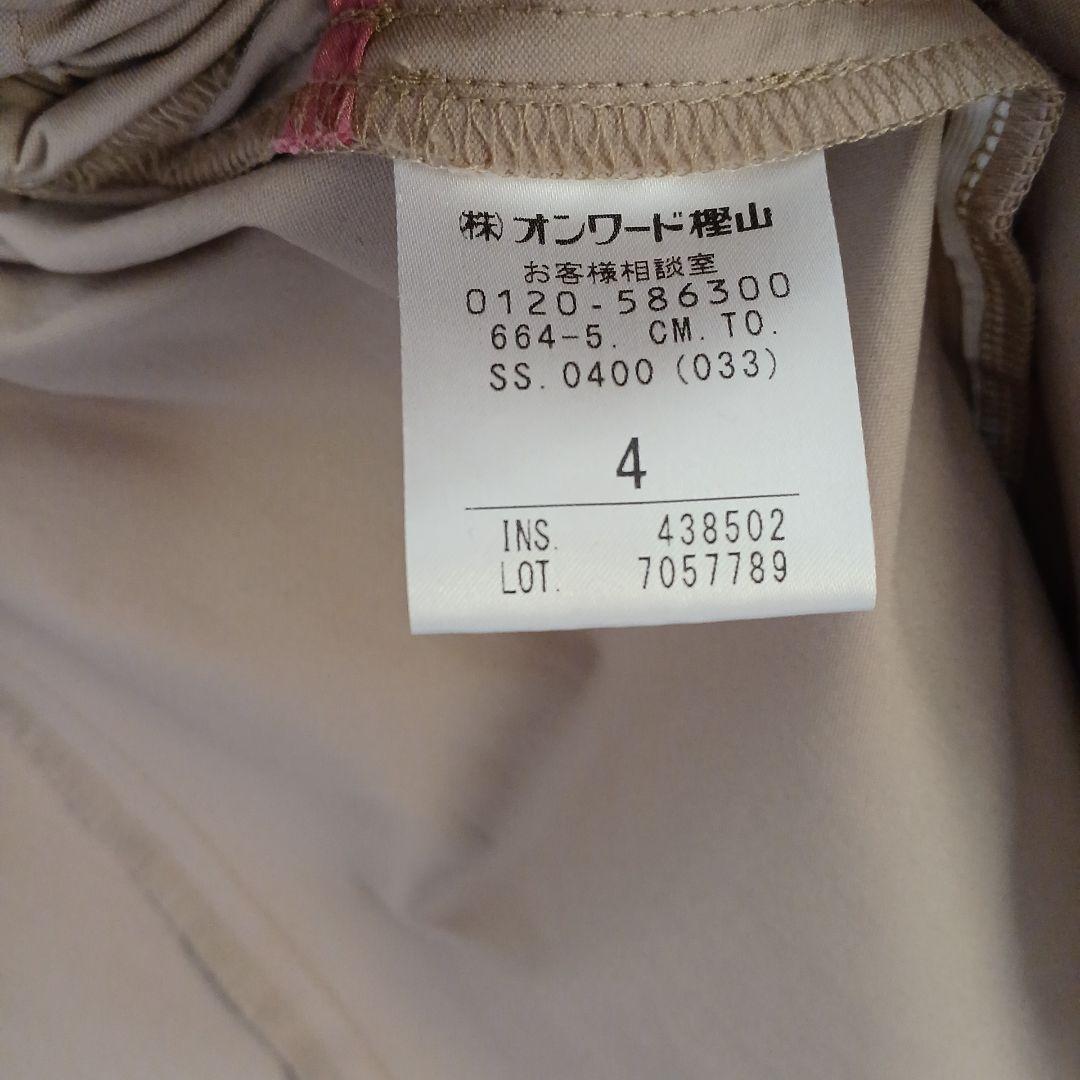 ㈱オンワード樫山
お客様相談室
0120-586300
664-5. CM. TO.
SS. 0400 (033)
4
INS. 438502
LOT. 7057789